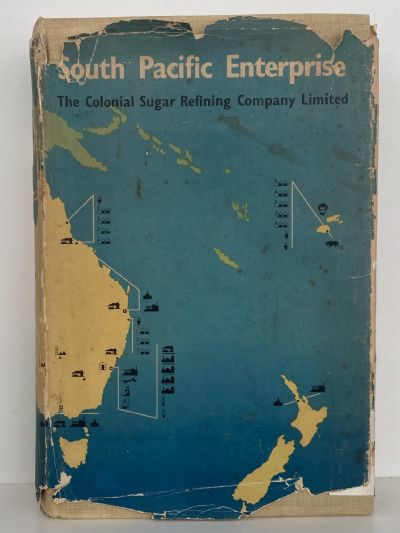 South Pacific Enterprise
The Colonial Sugar Refining Company Limited